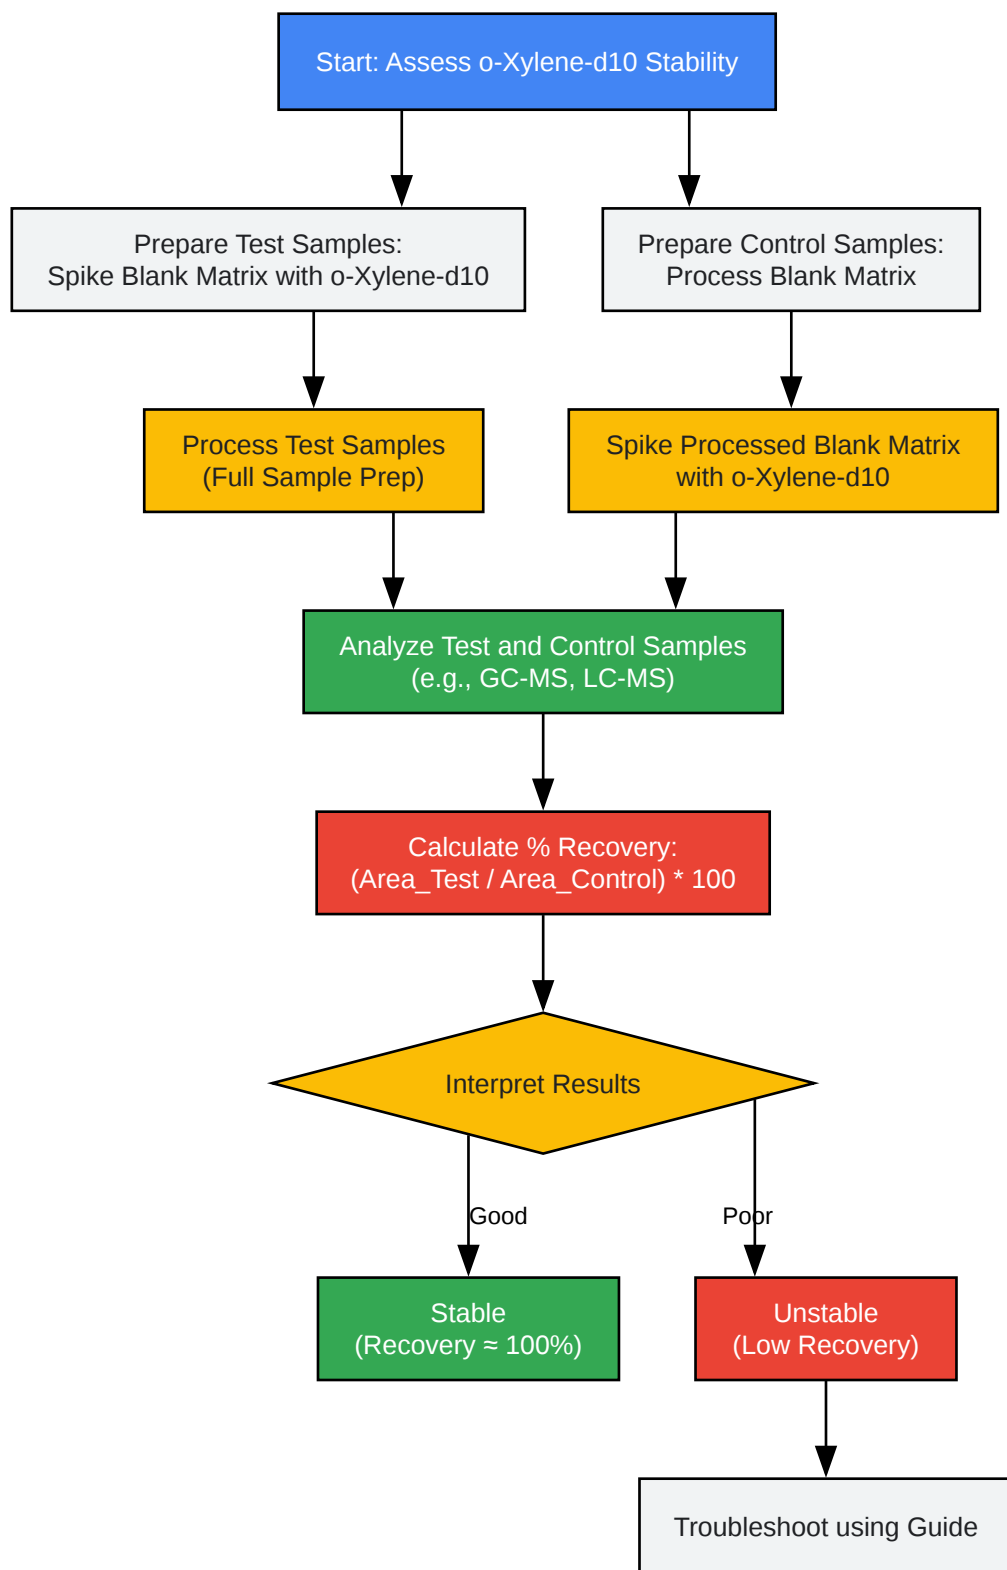 Start: Assess o-Xylene-d10 Stability
Prepare Test Samples:
Spike Blank Matrix with o-Xylene-d10
Prepare Control Samples:
Process Blank Matrix
Process Test Samples
(Full Sample Prep)
Spike Processed Blank Matrix
with o-Xylene-d10
Analyze Test and Control Samples
(e.g., GC-MS, LC-MS)
Calculate % Recovery:
(Area_Test / Area_Control) * 100
Interpret Results
Good
Poor
Stable
(Recovery ≈ 100%)
Unstable
(Low Recovery)
Troubleshoot using Guide